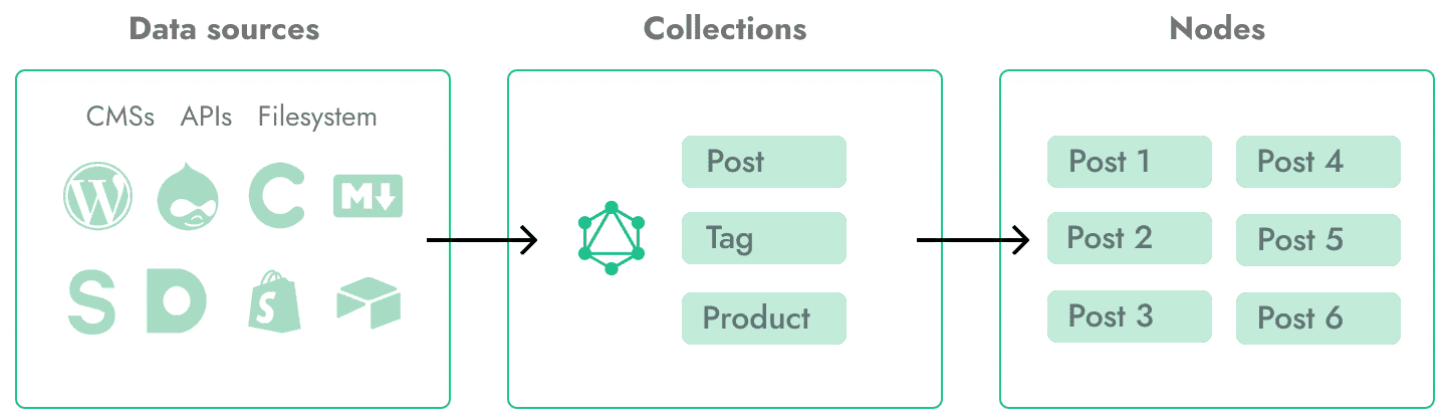 Data sources
CMSs APIs Filesystem
W C M
S D S
Collections
Post
Tag
Product
Nodes
Post 1
Post 2
Post 3
Post 4
Post 5
Post 6